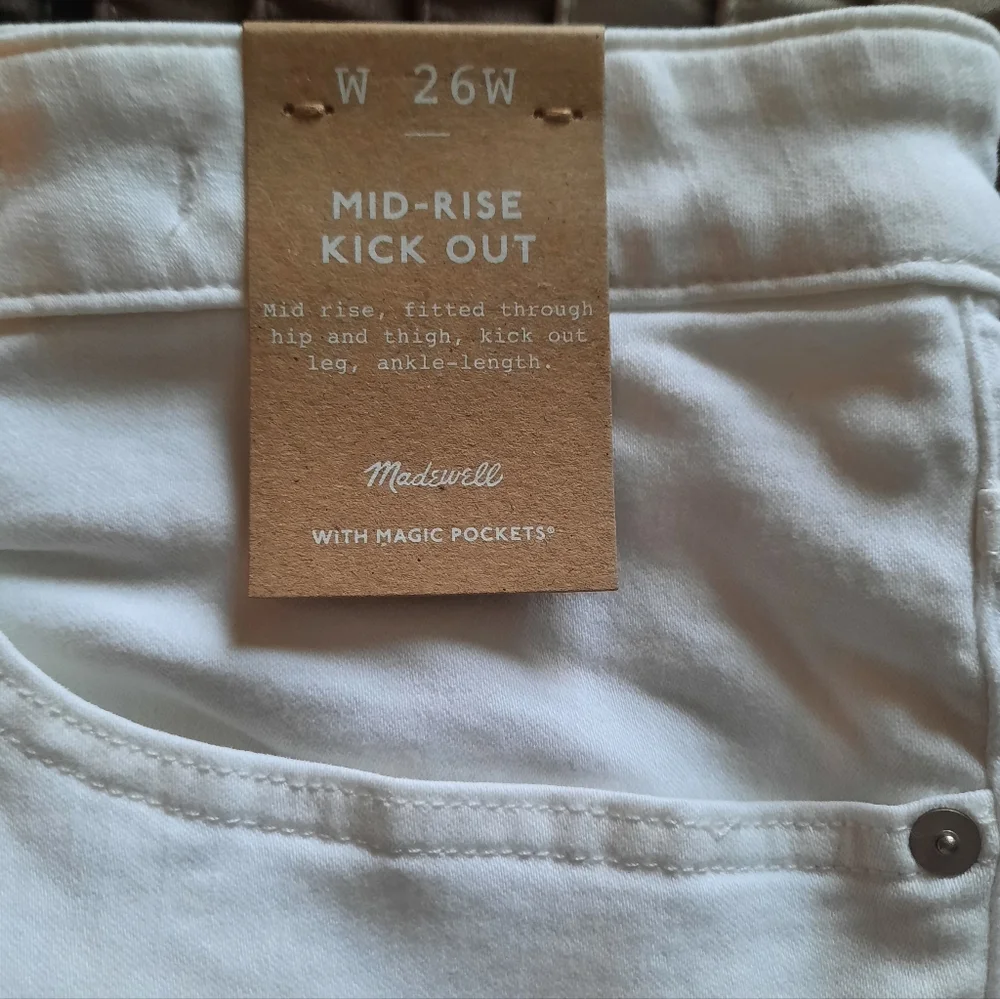 W 26W
MID-RISE
KICK OUT
Mid rise, fitted through
hip and thigh, kick out
leg, ankle-length.
Madewell
WITH MAGIC POCKETS®